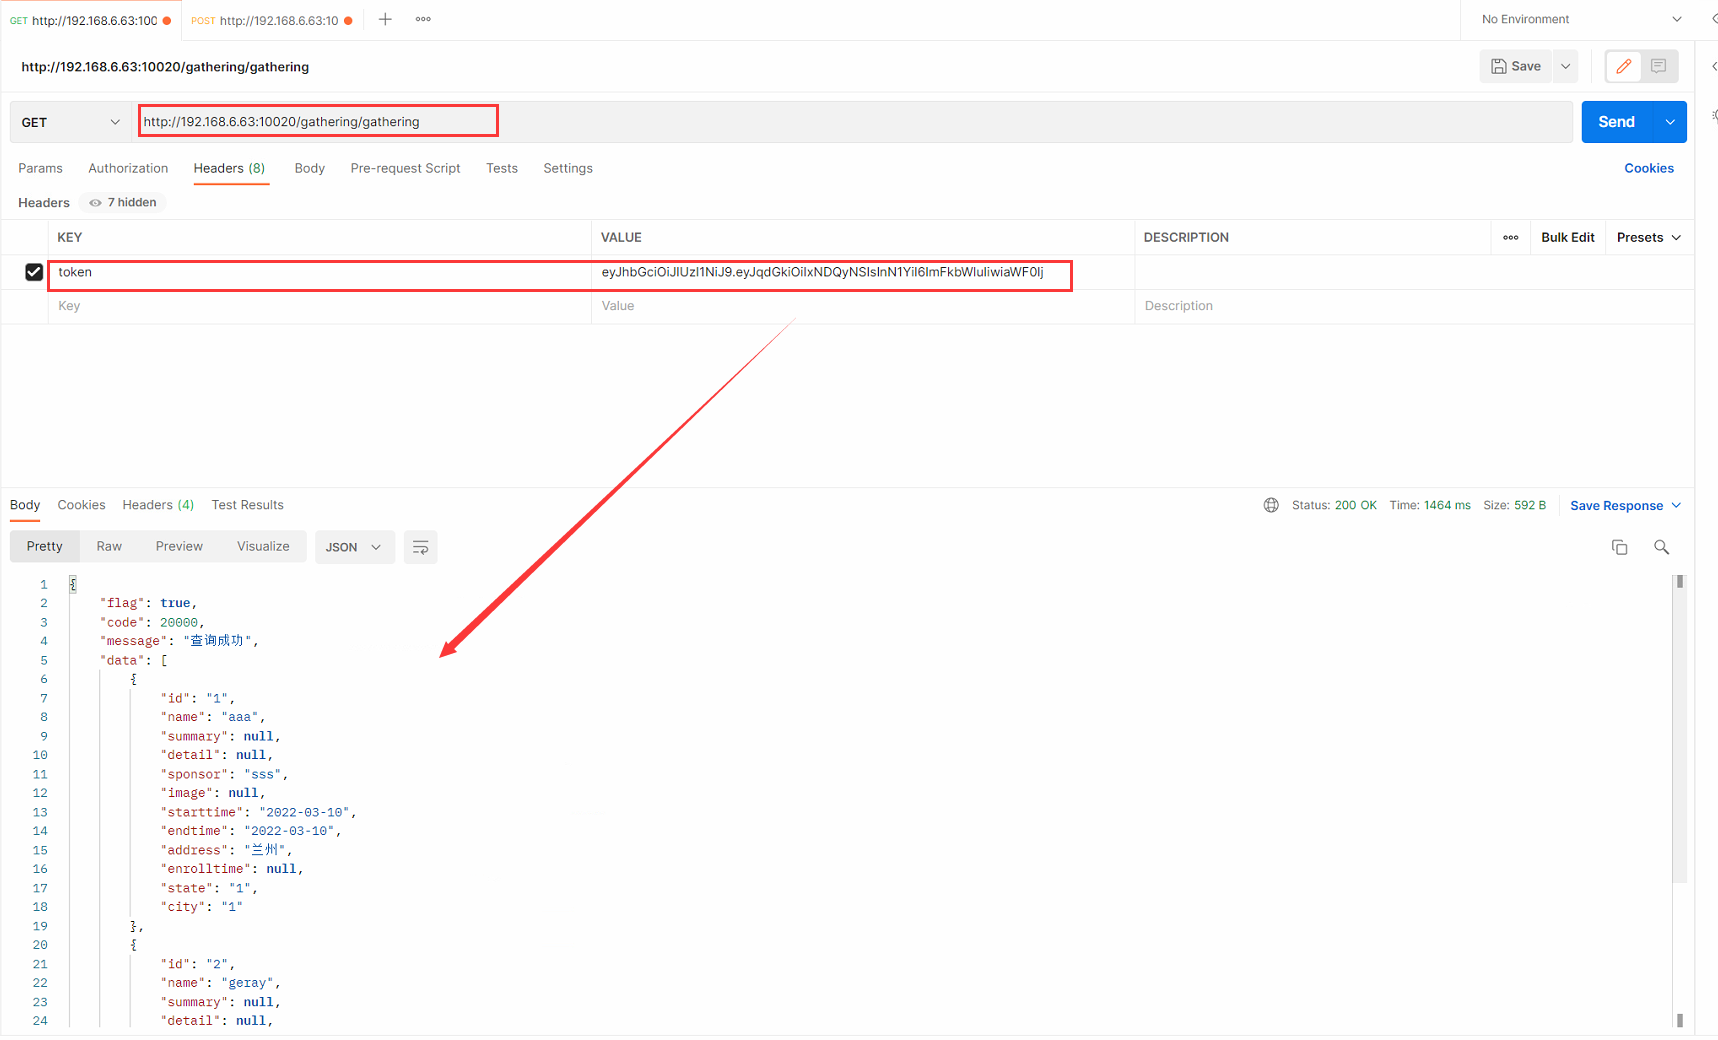 GET http://192.168.6.63:100 POST http://192.168.6.63:10 No Environment
http://192.168.6.63:10020/gathering/gathering Save
GET http://192.168.6.63:10020/gathering/gathering Send
Params Authorization Headers (8) Body Pre-request Script Tests Settings Cookies
Headers 7 hidden
KEY VALUE DESCRIPTION Bulk Edit Presets
token eyJhbGciOiJIUzI1NiJ9.eyJqdGkiOiIxNDQyNSIsInN1YiI6ImFkbWluIiwiaWF0Ij
Key Value Description
Body Cookies Headers (4) Test Results Status: 200 OK Time: 1464 ms Size: 592 B Save Response
Pretty Raw Preview Visualize JSON
1 {
2 "flag": true,
3 "code": 20000,
4 "message": "查询成功",
5 "data": [
6 {
7 "id": "1",
8 "name": "aaa",
9 "summary": null,
10 "detail": null,
11 "sponsor": "sss",
12 "image": null,
13 "starttime": "2022-03-10",
14 "endtime": "2022-03-10",
15 "address": "兰州",
16 "enrolltime": null,
17 "state": "1",
18 "city": "1"
19 },
20 {
21 "id": "2",
22 "name": "geray",
23 "summary": null,
24 "detail": null,